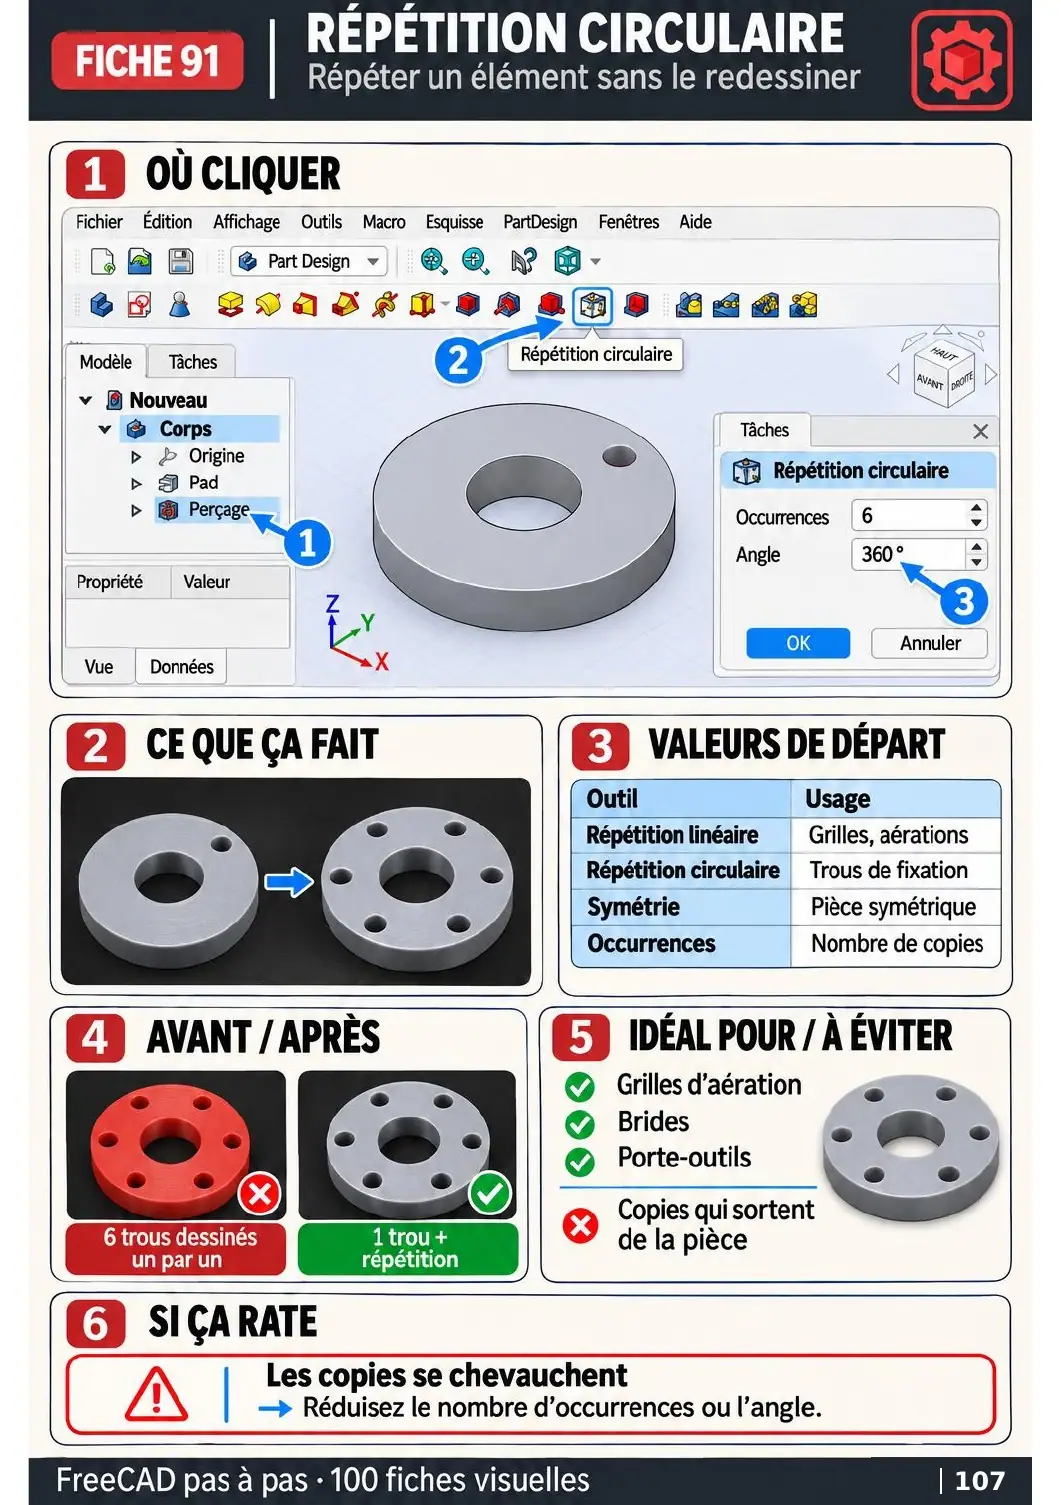 FICHE 91
RÉPÉTITION CIRCULAIRE
Répéter un élément sans le redessiner
1 OÙ CLIQUER
Fichier Édition Affichage Outils Macro Esquisse PartDesign Fenêtres Aide
Part Design
2
Répétition circulaire
Modèle Tâches
Nouveau
Corps
Origine
Pad
Perçage
1
Propriété Valeur
Vue Données
Z
Y
X
HAUT
AVANT DROITE
Tâches
Répétition circulaire
Occurrences 6
Angle 360 °
3
OK Annuler
2 CE QUE ÇA FAIT
3 VALEURS DE DÉPART
Outil Usage
Répétition linéaire Grilles, aérations
Répétition circulaire Trous de fixation
Symétrie Pièce symétrique
Occurrences Nombre de copies
4 AVANT / APRÈS
6 trous dessinés
un par un
1 trou +
répétition
5 IDÉAL POUR / À ÉVITER
Grilles d'aération
Brides
Porte-outils
Copies qui sortent
de la pièce
6 SI ÇA RATE
Les copies se chevauchent
→ Réduisez le nombre d'occurrences ou l'angle.
FreeCAD pas à pas · 100 fiches visuelles | 107